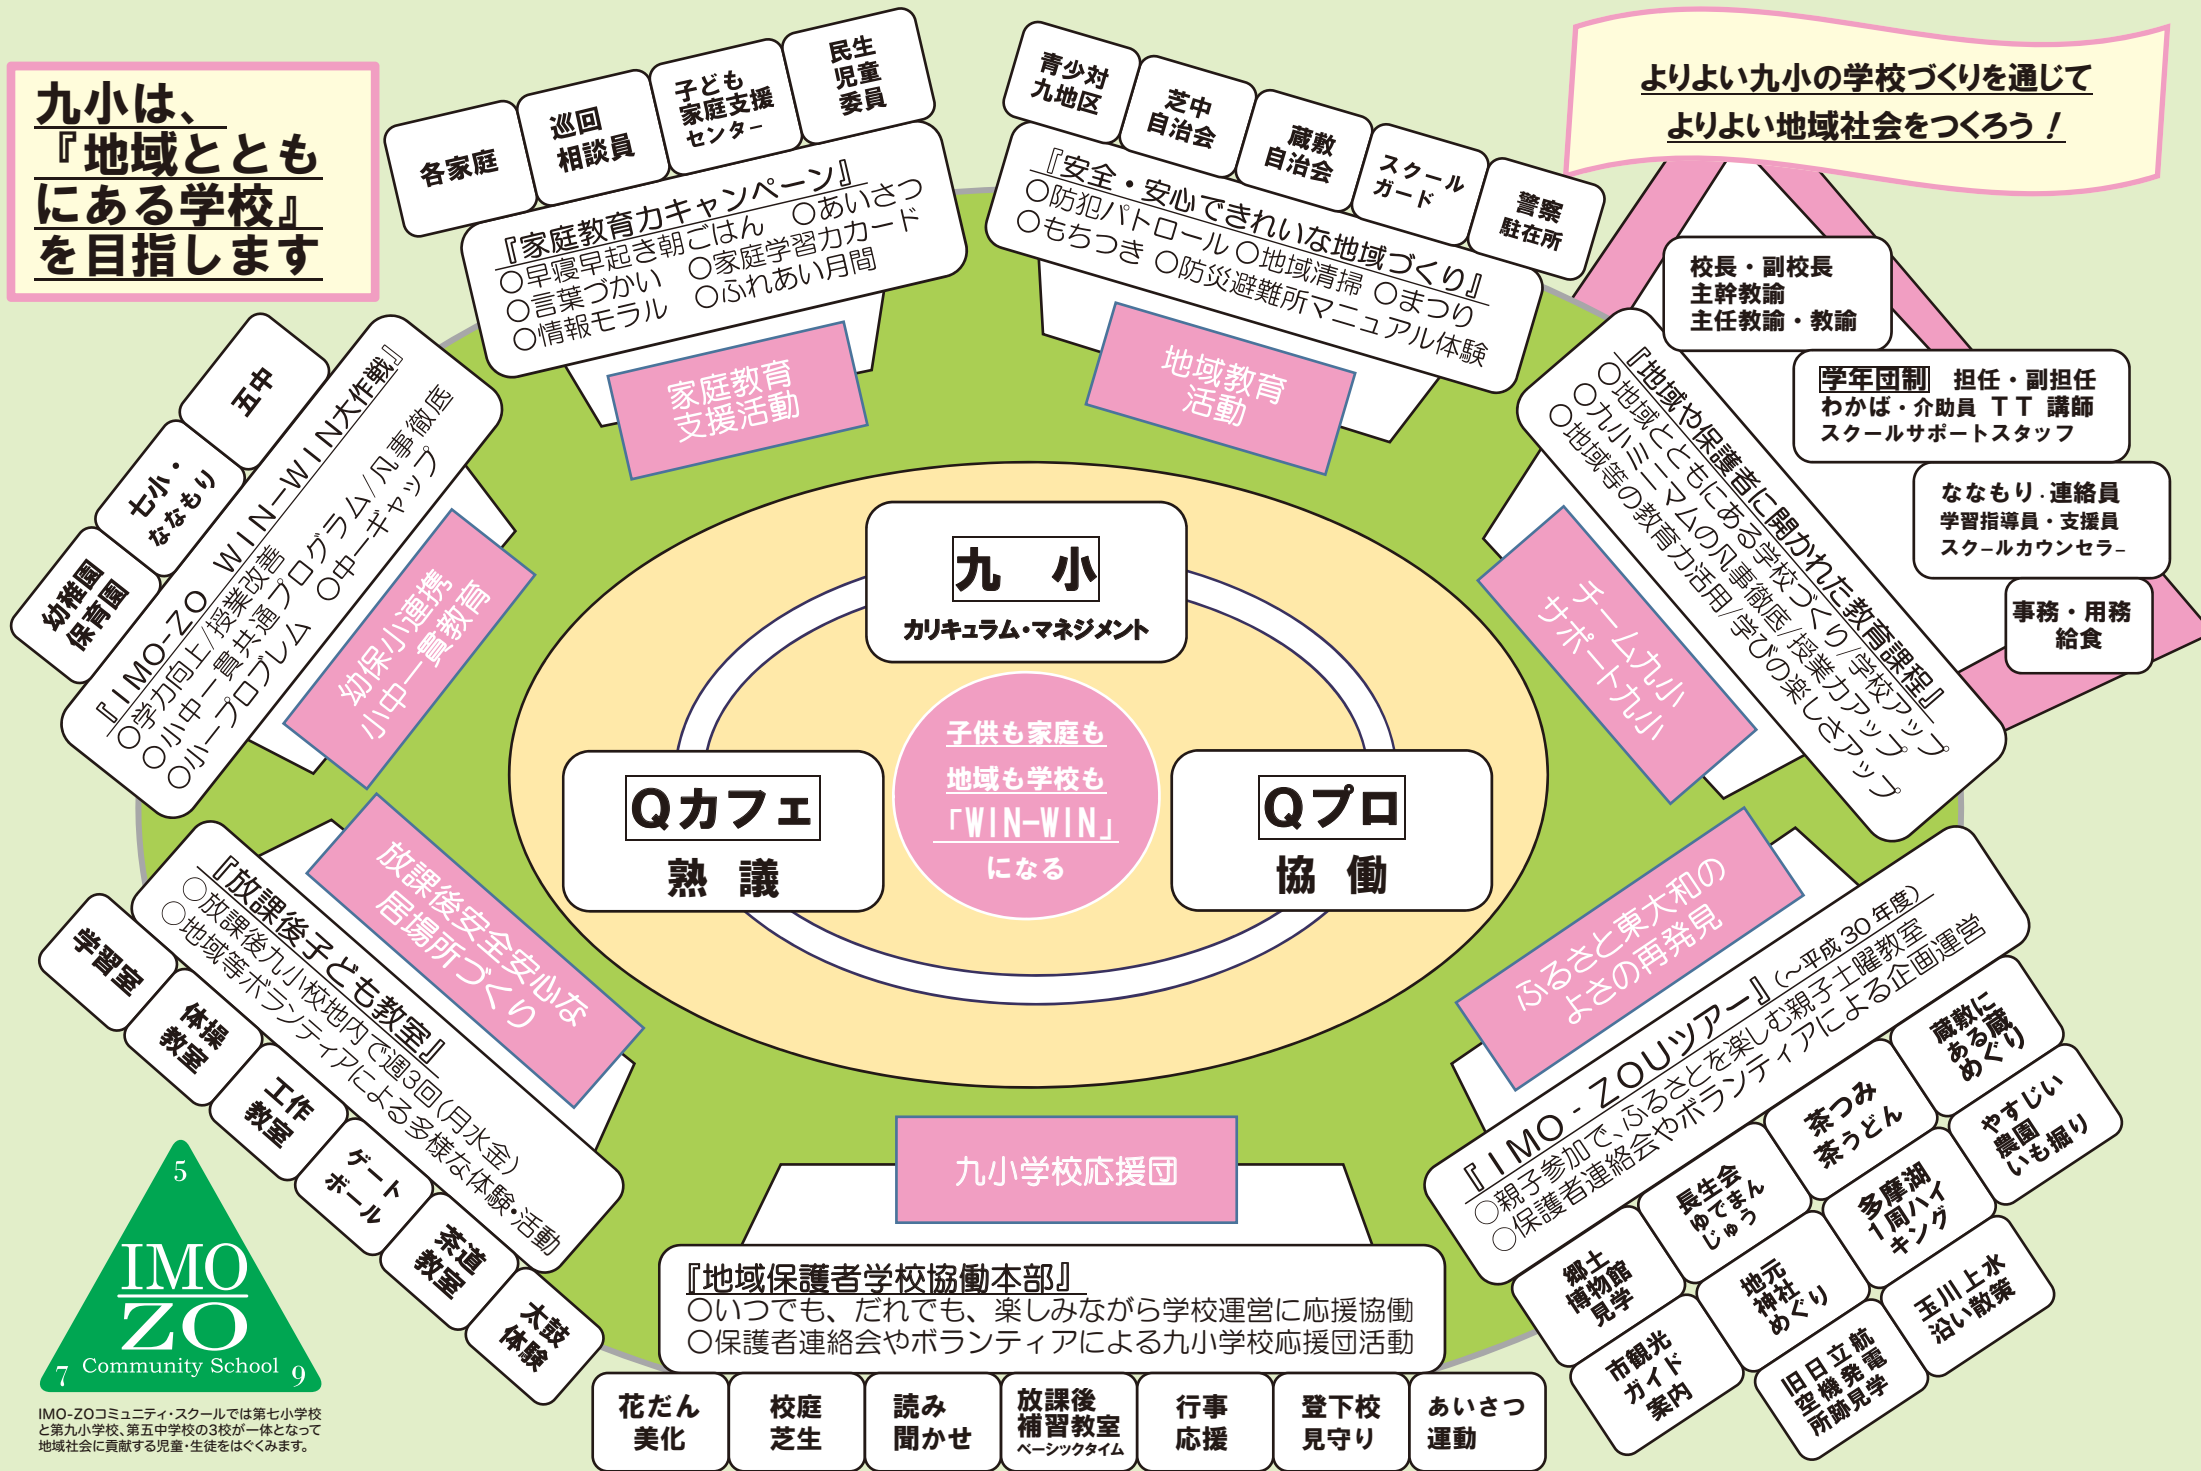 九小は、
『地域ととも
にある学校』
を目指します
各家庭
巡回
相談員
子ども
家庭支援
センター
民生
児童
委員
『家庭教育力キャンペーン』
○早寝早起き朝ごはん　○あいさつ
○言葉づかい　○家庭学習力カード
○情報モラル　○ふれあい月間
家庭教育
支援活動
青少対
九地区
芝中
自治会
蔵敷
自治会
スクール
ガード
警察
駐在所
『安全・安心できれいな地域づくり』
○防犯パトロール ○地域清掃 ○まつり
○もちつき ○防災避難所マニュアル体験
地域教育
活動
よりよい九小の学校づくりを通じて
よりよい地域社会をつくろう！
校長・副校長
主幹教諭
主任教諭・教諭
学年団制　担任・副担任
わかば・介助員 ＴＴ 講師
スクールサポートスタッフ
ななもり・連絡員
学習指導員・支援員
スクールカウンセラー
事務・用務
給食
『地域や保護者に開かれた教育課程』
○地域とともにある学校づくり/学校アップ
○九小ミニマムの凡事徹底/授業力アップ
○地域等の教育力活用/学びの楽しさアップ
チーム九小
サポート九小
五中
七小・
ななもり
幼稚園
保育園
『IMO-ZO WIN-WIN大作戦』
○学力向上/授業改善
○小中一貫共通プログラム/凡事徹底
○小一プロブレム　○中一ギャップ
幼保小連携
小中一貫教育
九　小
カリキュラム・マネジメント
Qカフェ
熟　議
Qプロ
協　働
子供も家庭も
地域も学校も
「WIN-WIN」
になる
放課後安全安心な
居場所づくり
『放課後子ども教室』
○放課後九小校地内で週3回(月水金)
○地域等ボランティアによる多様な体験・活動
学習室
体操
教室
工作
教室
ゲート
ボール
茶道
教室
太鼓
体験
ふるさと東大和の
よさの再発見
『IMO-ZOUツアー』(～平成30年度)
○親子参加で、ふるさとを楽しむ親子土曜教室
○保護者連絡会やボランティアによる企画運営
蔵敷に
ある蔵
めぐり
茶つみ
茶うどん
長生会
ゆでまん
じゅう
郷土
博物館
見学
やすじい
農園
いも掘り
多摩湖
1周ハイ
キング
地元
神社
めぐり
市観光
ガイド
案内
玉川上水
沿い散策
旧日立航
空機発電
所跡見学
九小学校応援団
『地域保護者学校協働本部』
○いつでも、だれでも、楽しみながら学校運営に応援協働
○保護者連絡会やボランティアによる九小学校応援団活動
花だん
美化
校庭
芝生
読み
聞かせ
放課後
補習教室
ベーシックタイム
行事
応援
登下校
見守り
あいさつ
運動
5
IMO
ZO
Community School
7
9
IMO-ZOコミュニティ・スクールでは第七小学校
と第九小学校、第五中学校の3校が一体となって
地域社会に貢献する児童・生徒をはぐくみます。